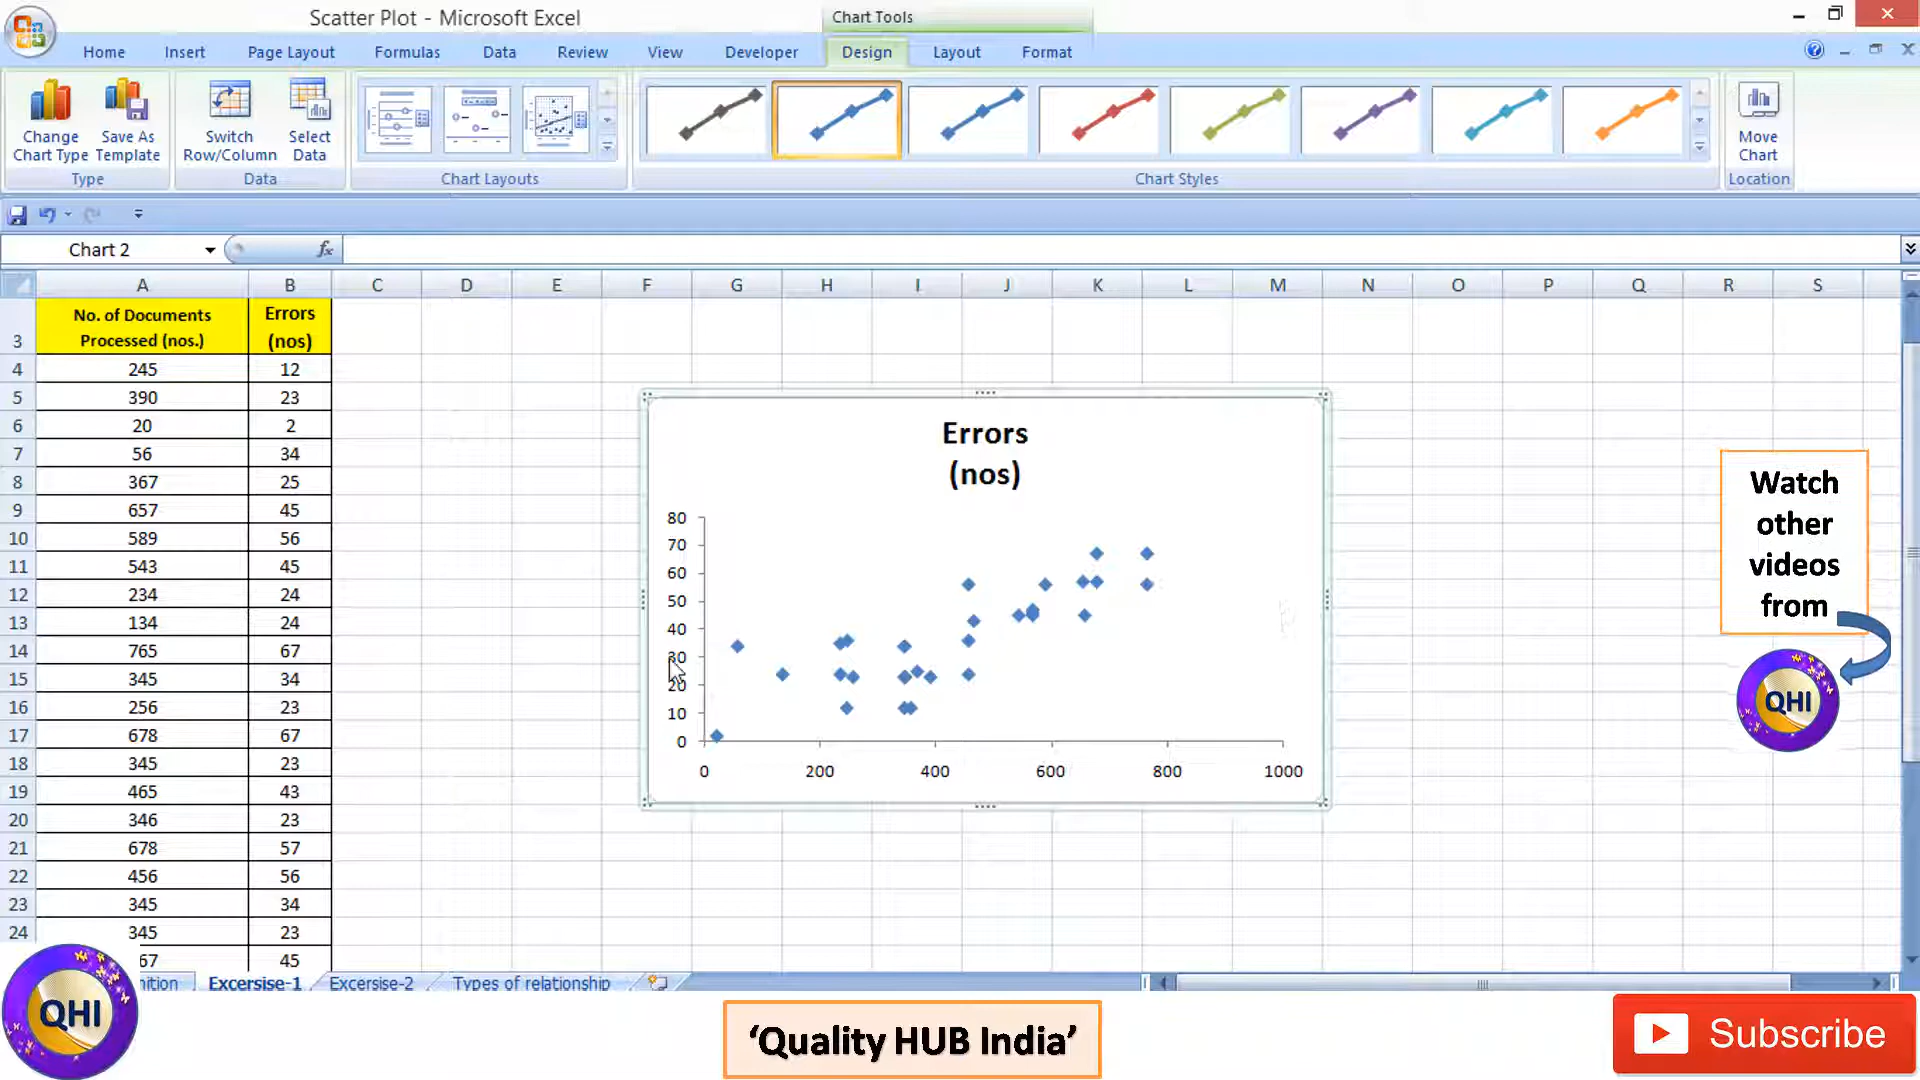 Scatter Plot - Microsoft Excel
Chart Tools
Home Insert Page Layout Formulas Data Review View Developer Design Layout Format
Change Chart Type
Save As Template
Switch Row/Column
Select Data
Move Chart
Type Data Chart Layouts Chart Styles Location
Chart 2 fx
A B C D E F G H I J K L M N O P Q R S
3 No. of Documents Processed (nos.) Errors (nos)
4 245 12
5 390 23
6 20 2
7 56 34
8 367 25
9 657 45
10 589 56
11 543 45
12 234 24
13 134 24
14 765 67
15 345 34
16 256 23
17 678 67
18 345 23
19 465 43
20 346 23
21 678 57
22 456 56
23 345 34
24 345 23
67 45
Errors
(nos)
80
70
60
50
40
30
20
10
0
0 200 400 600 800 1000
Watch
other
videos
from
QHI
nition Excersise-1 Excersise-2 Types of relationship
QHI
‘Quality HUB India’
Subscribe